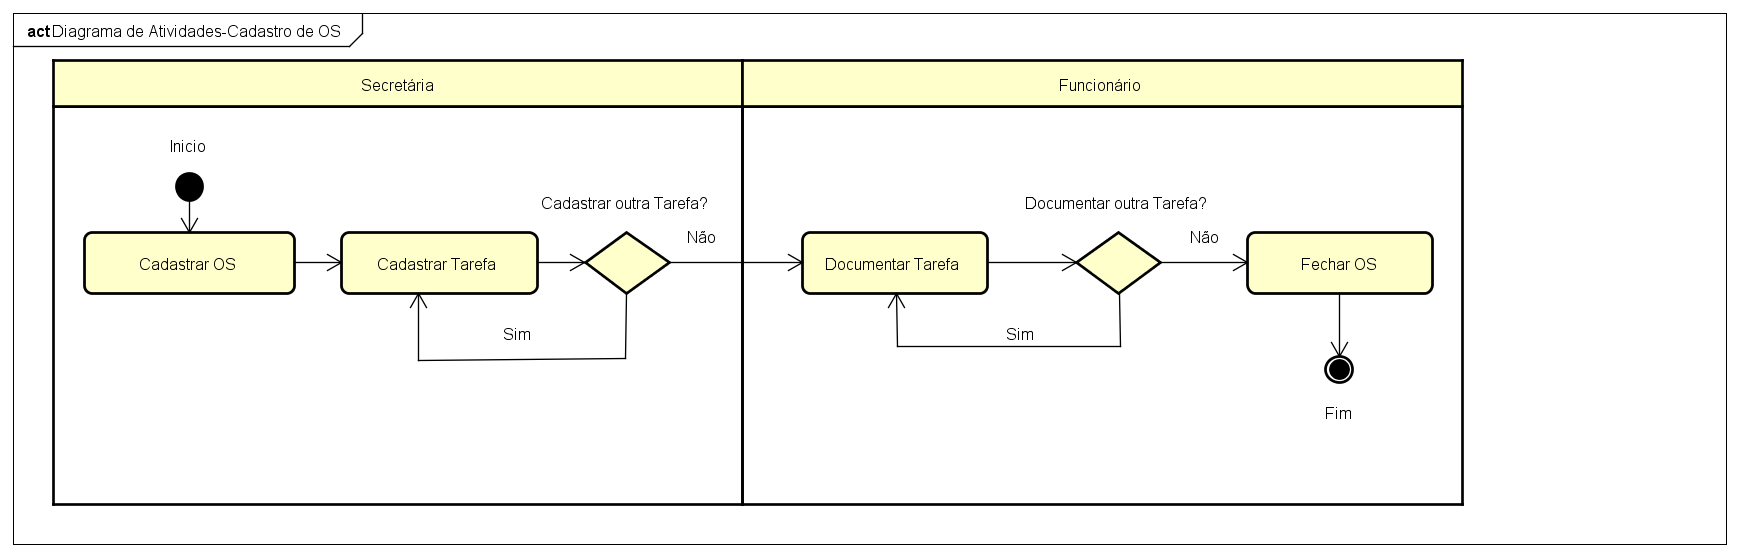 act Diagrama de Atividades-Cadastro de OS
Secretária
Funcionário
Inicio
Cadastrar outra Tarefa?
Documentar outra Tarefa?
Não
Não
Cadastrar OS
Cadastrar Tarefa
Documentar Tarefa
Fechar OS
Sim
Sim
Fim